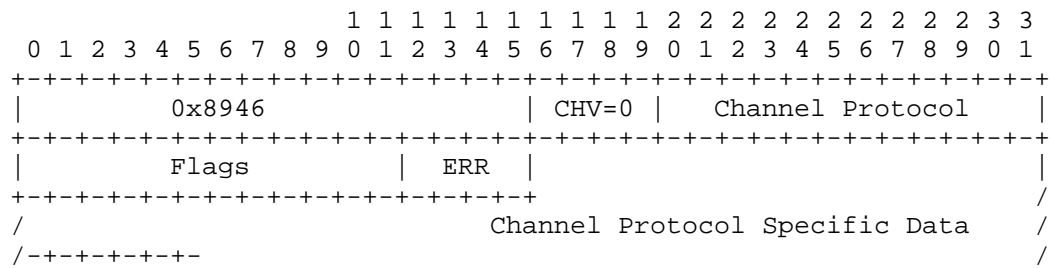 1 1 1 1 1 1 1 1 1 1 2 2 2 2 2 2 2 2 2 2 3 3
 0 1 2 3 4 5 6 7 8 9 0 1 2 3 4 5 6 7 8 9 0 1 2 3 4 5 6 7 8 9 0 1
+-+-+-+-+-+-+-+-+-+-+-+-+-+-+-+-+-+-+-+-+-+-+-+-+-+-+-+-+-+-+-+-+
|          0x8946               | CHV=0 |   Channel Protocol    |
+-+-+-+-+-+-+-+-+-+-+-+-+-+-+-+-+-+-+-+-+-+-+-+-+-+-+-+-+-+-+-+-+
|         Flags         |  ERR  |                               |
+-+-+-+-+-+-+-+-+-+-+-+-+-+-+-+-+                               /
/                             Channel Protocol Specific Data    /
/-+-+-+-+-+-                                                    /